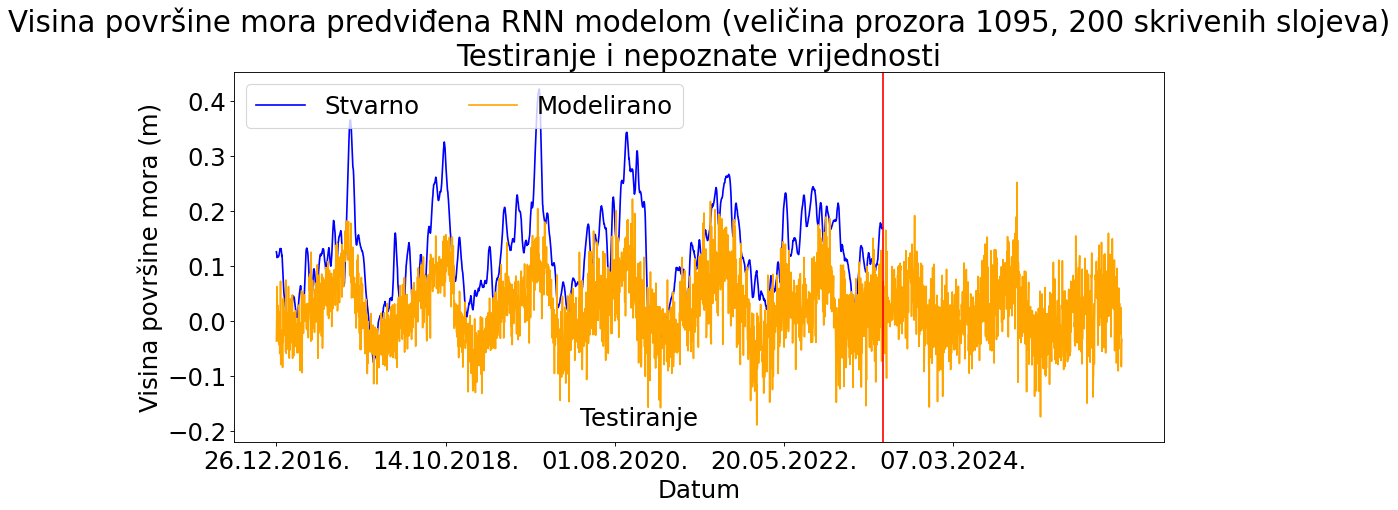 Visina površine mora predviđena RNN modelom (veličina prozora 1095, 200 skrivenih slojeva)
Testiranje i nepoznate vrijednosti
Stvarno Modelirano
Visina površine mora (m)
0.4
0.3
0.2
0.1
0.0
−0.1
−0.2
Testiranje
26.12.2016. 14.10.2018. 01.08.2020. 20.05.2022. 07.03.2024.
Datum